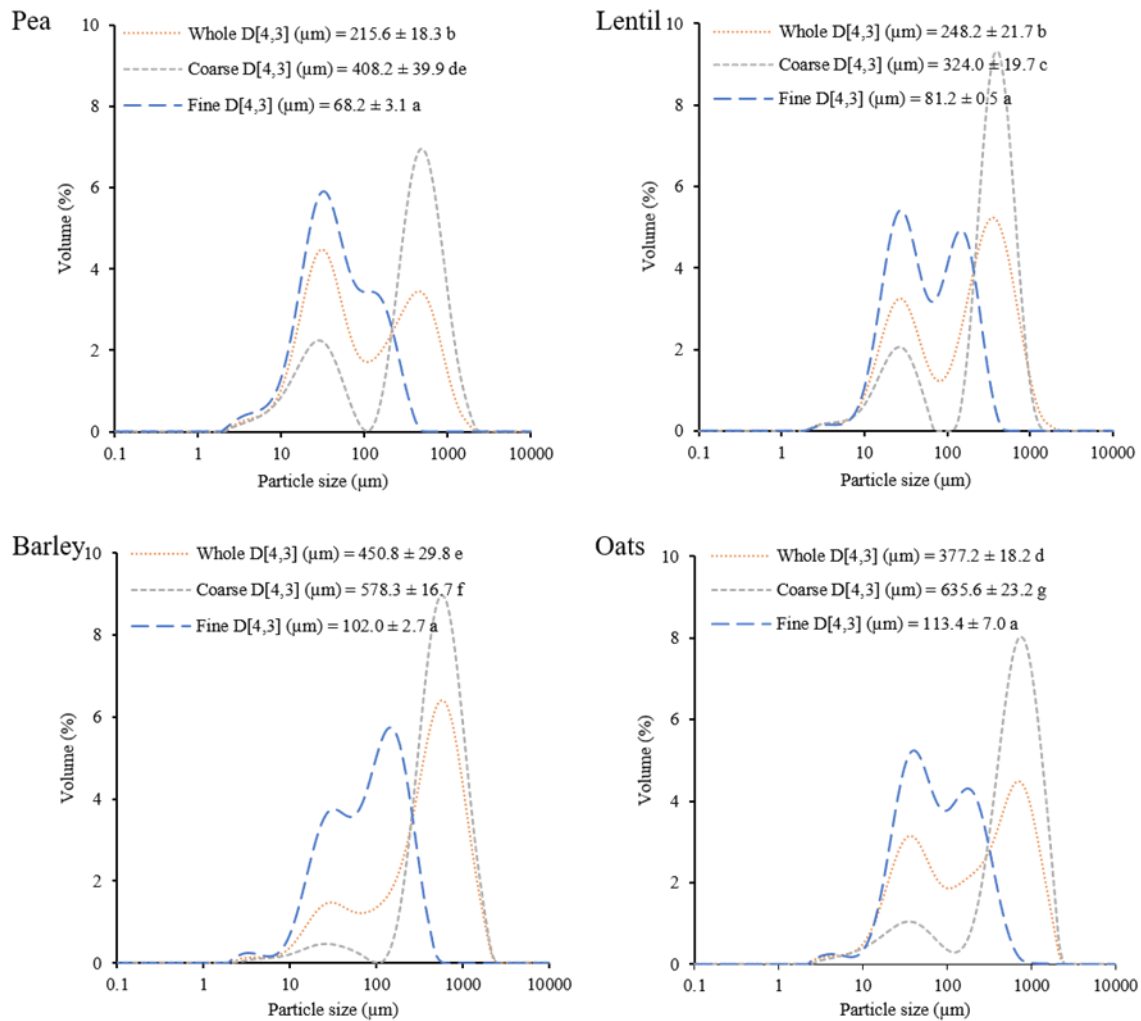 Pea
10
Whole D[4,3] (µm) = 215.6 ± 18.3 b
Coarse D[4,3] (µm) = 408.2 ± 39.9 de
Fine D[4,3] (µm) = 68.2 ± 3.1 a
8
6
4
2
0
Volume (%)
0.1 1 10 100 1000 10000
Particle size (µm)
Lentil
10
Whole D[4,3] (µm) = 248.2 ± 21.7 b
Coarse D[4,3] (µm) = 324.0 ± 19.7 c
Fine D[4,3] (µm) = 81.2 ± 0.5 a
8
6
4
2
0
Volume (%)
0.1 1 10 100 1000 10000
Particle size (µm)
Barley
10
Whole D[4,3] (µm) = 450.8 ± 29.8 e
Coarse D[4,3] (µm) = 578.3 ± 16.7 f
Fine D[4,3] (µm) = 102.0 ± 2.7 a
8
6
4
2
0
Volume (%)
0.1 1 10 100 1000 10000
Particle size (µm)
Oats
10
Whole D[4,3] (µm) = 377.2 ± 18.2 d
Coarse D[4,3] (µm) = 635.6 ± 23.2 g
Fine D[4,3] (µm) = 113.4 ± 7.0 a
8
6
4
2
0
Volume (%)
0.1 1 10 100 1000 10000
Particle size (µm)